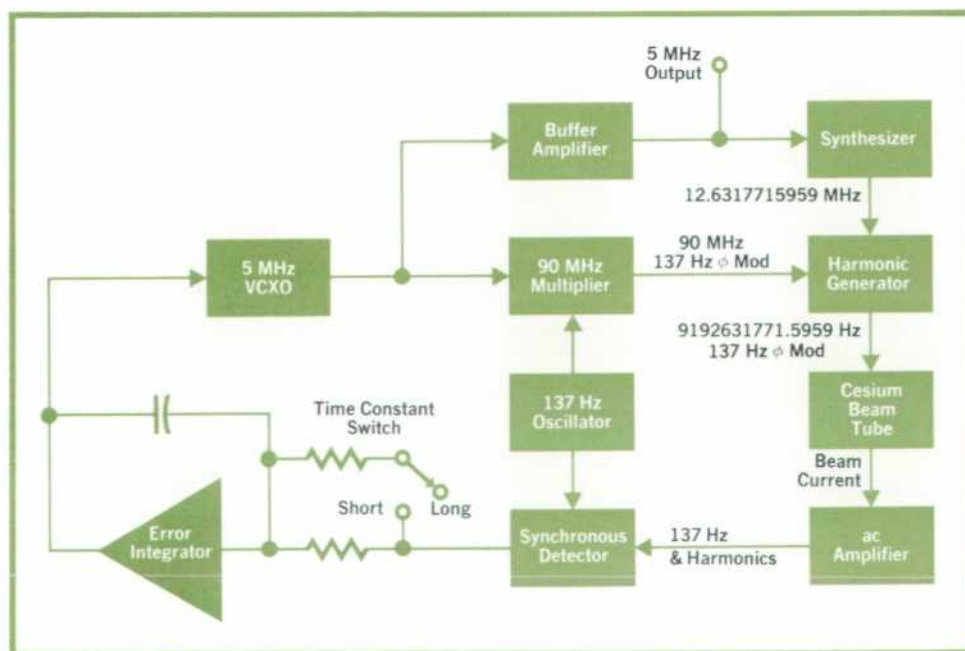 5 MHz
Output
Buffer
Amplifier
Synthesizer
12.6317715959 MHz
5 MHz
VCXO
90 MHz
Multiplier
90 MHz
137 Hz ϕ Mod
Harmonic
Generator
9192631771.5959 Hz
137 Hz ϕ Mod
137 Hz
Oscillator
Cesium
Beam
Tube
Time Constant
Switch
Beam
Current
Short
Long
Error
Integrator
Synchronous
Detector
137 Hz
& Harmonics
ac
Amplifier